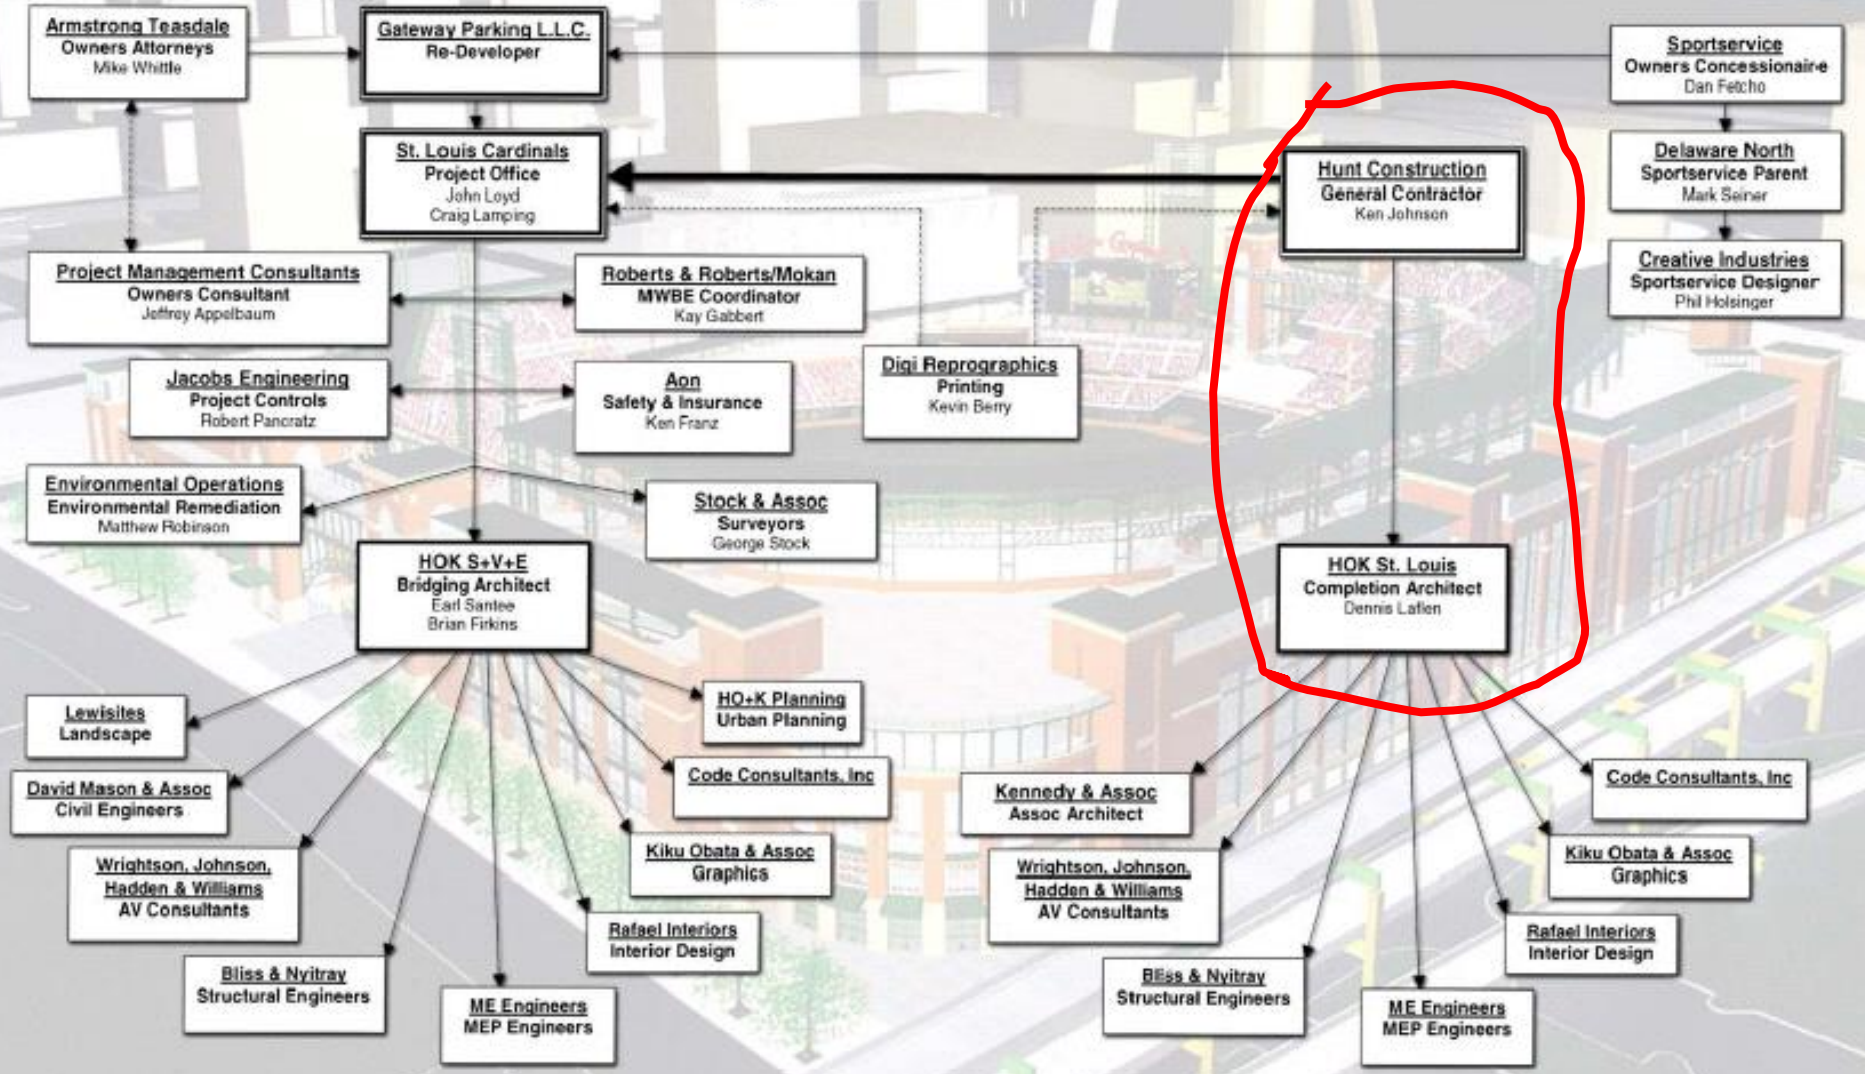 Armstrong Teasdale
Owners Attorneys
Mike Whittle
Gateway Parking L.L.C.
Re-Developer
Sportservice
Owners Concessionaire
Dan Fetcho
St. Louis Cardinals
Project Office
John Loyd
Craig Lamping
Hunt Construction
General Contractor
Ken Johnson
Delaware North
Sportservice Parent
Mark Seiner
Project Management Consultants
Owners Consultant
Jeffrey Appelbaum
Roberts & Roberts/Mokan
MWBE Coordinator
Kay Gabbert
Creative Industries
Sportservice Designer
Phil Holsinger
Jacobs Engineering
Project Controls
Robert Pancratz
Aon
Safety & Insurance
Ken Franz
Digi Reprographics
Printing
Kevin Berry
Environmental Operations
Environmental Remediation
Matthew Robinson
Stock & Assoc
Surveyors
George Stock
HOK S+V+E
Bridging Architect
Earl Santee
Brian Firkins
HOK St. Louis
Completion Architect
Dennis Laflen
Lewisites
Landscape
HO+K Planning
Urban Planning
David Mason & Assoc
Civil Engineers
Code Consultants, Inc
Wrightson, Johnson,
Hadden & Williams
AV Consultants
Kiku Obata & Assoc
Graphics
Bliss & Nyitray
Structural Engineers
Rafael Interiors
Interior Design
ME Engineers
MEP Engineers
Kennedy & Assoc
Assoc Architect
Code Consultants, Inc
Wrightson, Johnson,
Hadden & Williams
AV Consultants
Kiku Obata & Assoc
Graphics
Bliss & Nyitray
Structural Engineers
Rafael Interiors
Interior Design
ME Engineers
MEP Engineers